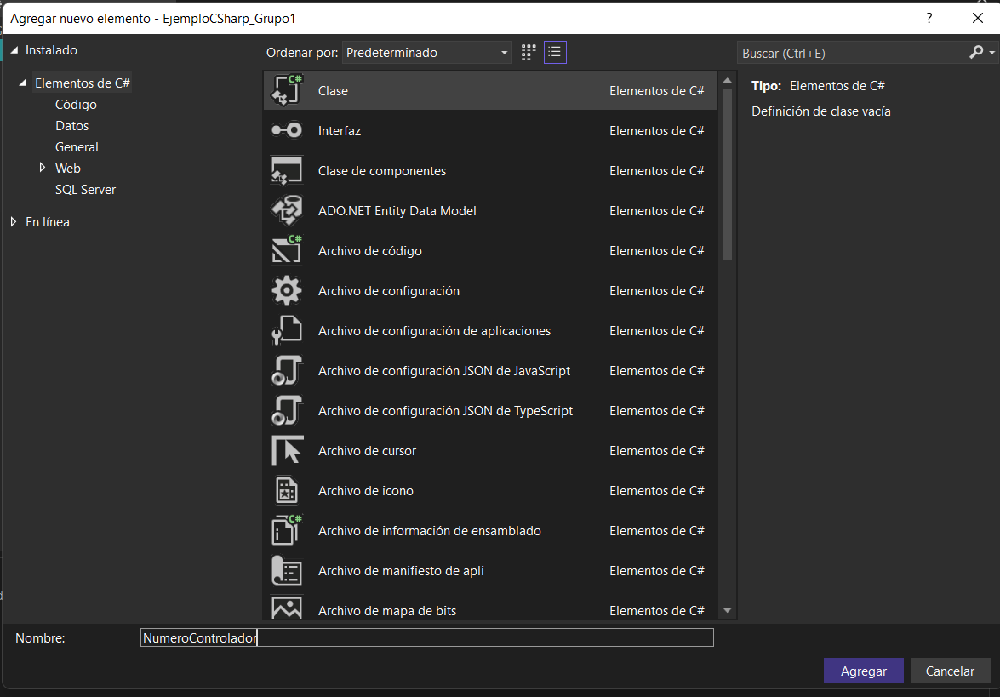 Agregar nuevo elemento - EjemploCSharp_Grupo1
?
Instalado
Elementos de C#
Código
Datos
General
Web
SQL Server
En línea
Ordenar por: Predeterminado
Clase Elementos de C#
Interfaz Elementos de C#
Clase de componentes Elementos de C#
ADO.NET Entity Data Model Elementos de C#
Archivo de código Elementos de C#
Archivo de configuración Elementos de C#
Archivo de configuración de aplicaciones Elementos de C#
Archivo de configuración JSON de JavaScript Elementos de C#
Archivo de configuración JSON de TypeScript Elementos de C#
Archivo de cursor Elementos de C#
Archivo de icono Elementos de C#
Archivo de información de ensamblado Elementos de C#
Archivo de manifiesto de apli Elementos de C#
Archivo de mapa de bits Elementos de C#
Buscar (Ctrl+E)
Tipo: Elementos de C#
Definición de clase vacía
Nombre: NumeroControlador
Agregar Cancelar